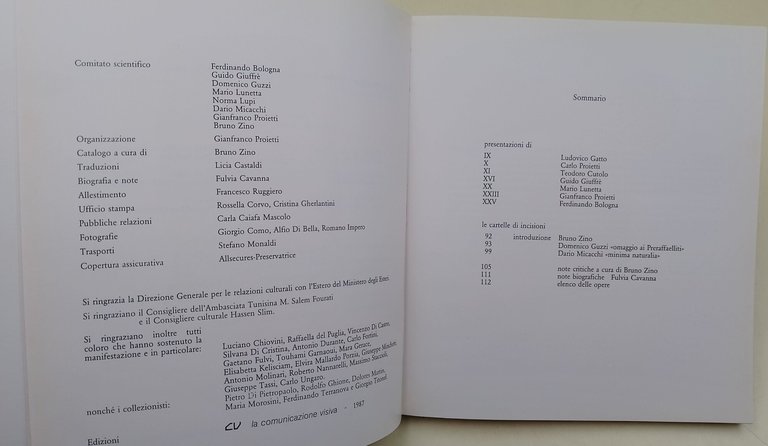 Comitato scientifico Ferdinando Bologna
Guido Giuffrè
Domenico Guzzi
Mario Lunetta
Norma Lupi
Dario Micacchi
Gianfranco Proietti
Bruno Zino
Organizzazione Gianfranco Proietti
Catalogo a cura di Bruno Zino
Traduzioni Licia Castaldi
Biografia e note Fulvia Cavanna
Allestimento Francesco Ruggiero
Ufficio stampa Rossella Corvo, Cristina Gherlantini
Pubbliche relazioni Carla Caiafa Mascolo
Fotografie Giorgio Como, Alfio Di Bella, Romano Impero
Trasporti Stefano Monaldi
Copertura assicurativa Allsecures-Preservatrice
Si ringrazia la Direzione Generale per le relazioni culturali con l'Estero del Ministero degli Esteri
Si ringraziano il Consigliere dell'Ambasciata Tunisina M. Salem Fourati
e il Consigliere culturale Hassen Slim.
Si ringraziano inoltre tutti
coloro che hanno sostenuto la
manifestazione e in particolare:
Luciano Chiovini, Raffaella del Puglia, Vincenzo Di Castro,
Silvana Di Cristina, Antonio Durante, Carlo Fortini,
Gaetano Fulvi, Touhami Garnaoui, Mara Gerace,
Elisabetta Kelisciam, Elvira Mallardo Porzia, Giuseppe
Antonio Molinari, Roberto Nannarelli, Massimo
Giuseppe Tassi, Carlo Ungaro.
nonché i collezionisti: Pietro Di Pietropaolo, Rodolfo Ghione, Dolores
Maria Morosini, Ferdinando Terranova e Giorgio
Edizioni cv la comunicazione visiva - 1987
Sommario
presentazioni di
IX Ludovico Gatto
X Carlo Proietti
XI Teodoro Cutolo
XVI Guido Giuffrè
XX Mario Lunetta
XXIII Gianfranco Proietti
XXV Ferdinando Bologna
le cartelle di incisioni
92 introduzione Bruno Zino
93 Domenico Guzzi «omaggio ai Preraffaelliti»
99 Dario Micacchi «minima naturalia»
105 note critiche a cura di Bruno Zino
111 note biografiche Fulvia Cavanna
112 elenco delle opere